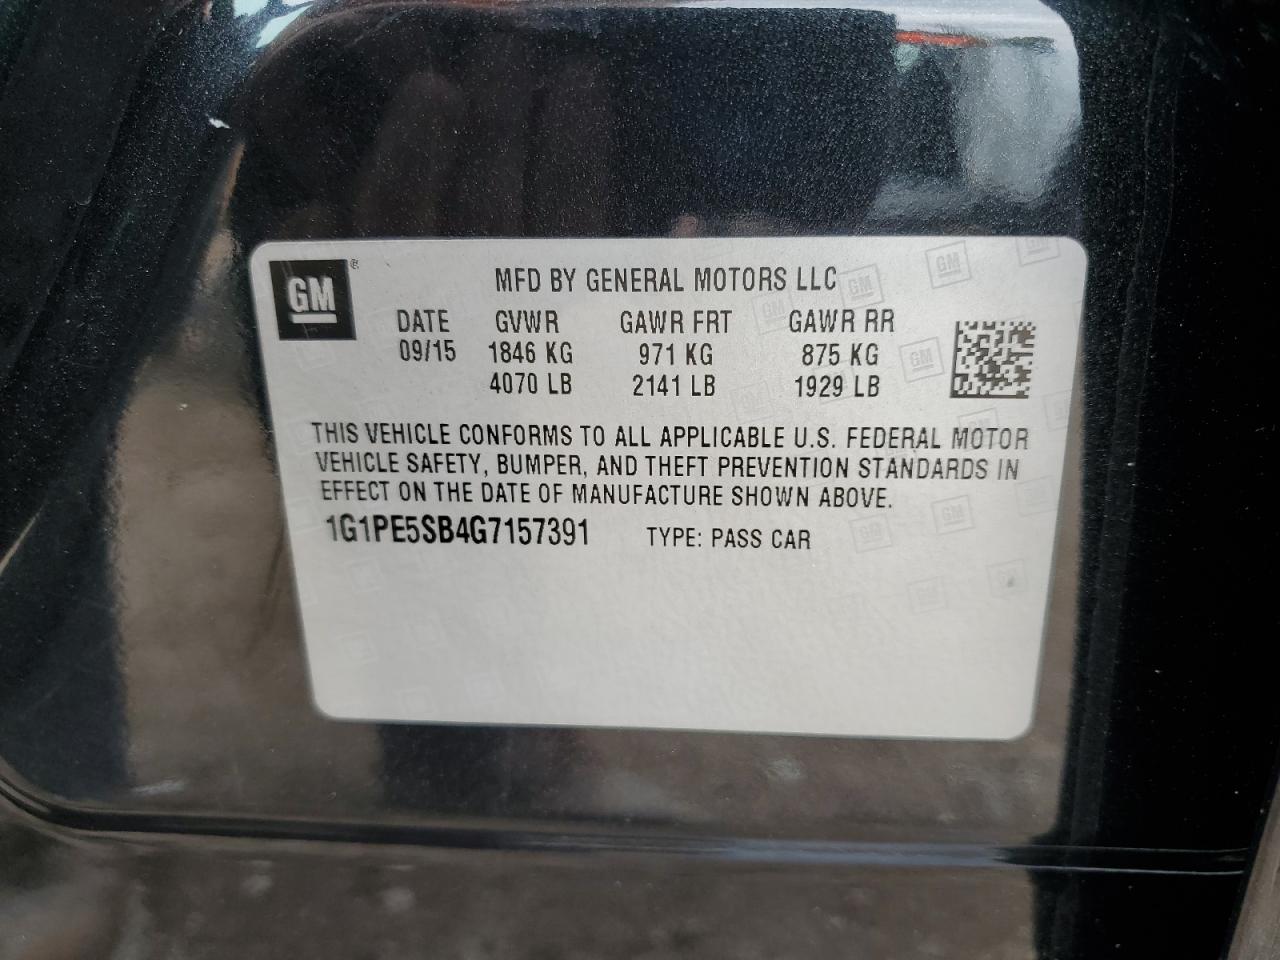 GM ®
MFD BY GENERAL MOTORS LLC
DATE GVWR GAWR FRT GAWR RR
09/15 1846 KG 971 KG 875 KG
4070 LB 2141 LB 1929 LB
THIS VEHICLE CONFORMS TO ALL APPLICABLE U.S. FEDERAL MOTOR
VEHICLE SAFETY, BUMPER, AND THEFT PREVENTION STANDARDS IN
EFFECT ON THE DATE OF MANUFACTURE SHOWN ABOVE.
1G1PE5SB4G7157391 TYPE: PASS CAR